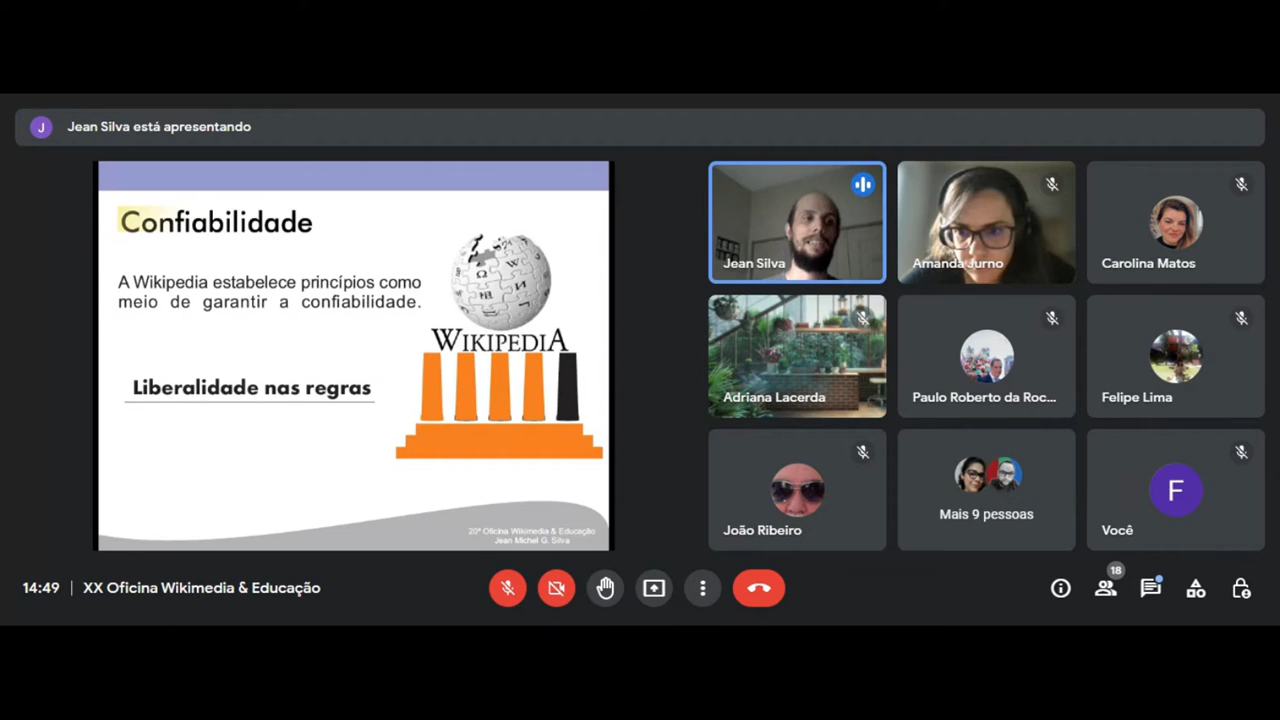 J
Jean Silva está apresentando
Confiabilidade
A Wikipedia estabelece princípios como
meio de garantir a confiabilidade.
WIKIPEDIA
Liberalidade nas regras
20ª Oficina Wikimedia & Educação
Jean Michel G. Silva
Jean Silva
Amanda Jurno
Carolina Matos
Adriana Lacerda
Paulo Roberto da Roc...
Felipe Lima
João Ribeiro
Mais 9 pessoas
F
Você
14:49
XX Oficina Wikimedia & Educação
18